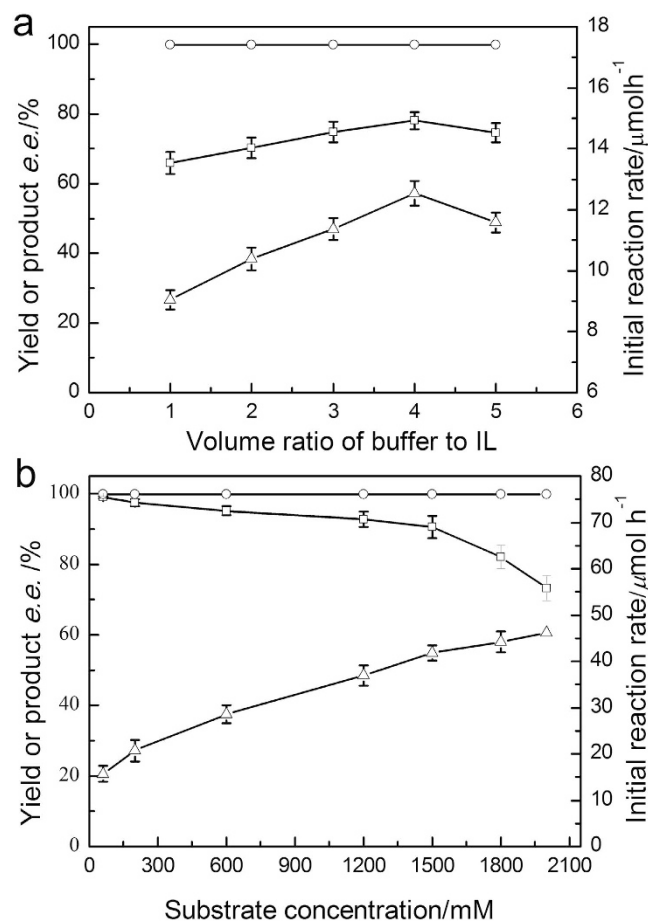 a
Yield or product e.e./%
100
80
60
40
20
0
18
16
14
12
10
8
6
Initial reaction rate/μmolh⁻¹
0 1 2 3 4 5 6
Volume ratio of buffer to IL
b
Yield or product e.e. /%
100
80
60
40
20
0
80
70
60
50
40
30
20
10
0
Initial reaction rate/μmol h⁻¹
0 300 600 900 1200 1500 1800 2100
Substrate concentration/mM